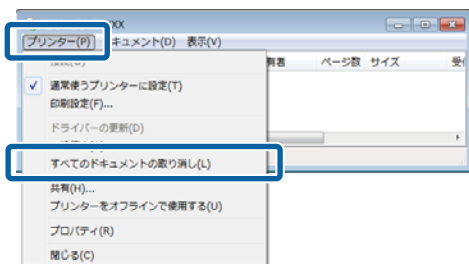 XX
プリンター(P) キュメント(D) 表示(V)
有者 ページ数 サイズ 受
通常使うプリンターに設定(T)
印刷設定(F)...
ドライバーの更新(D)
すべてのドキュメントの取り消し(L)
共有(H)...
プリンターをオフラインで使用する(U)
プロパティ(R)
閉じる(C)